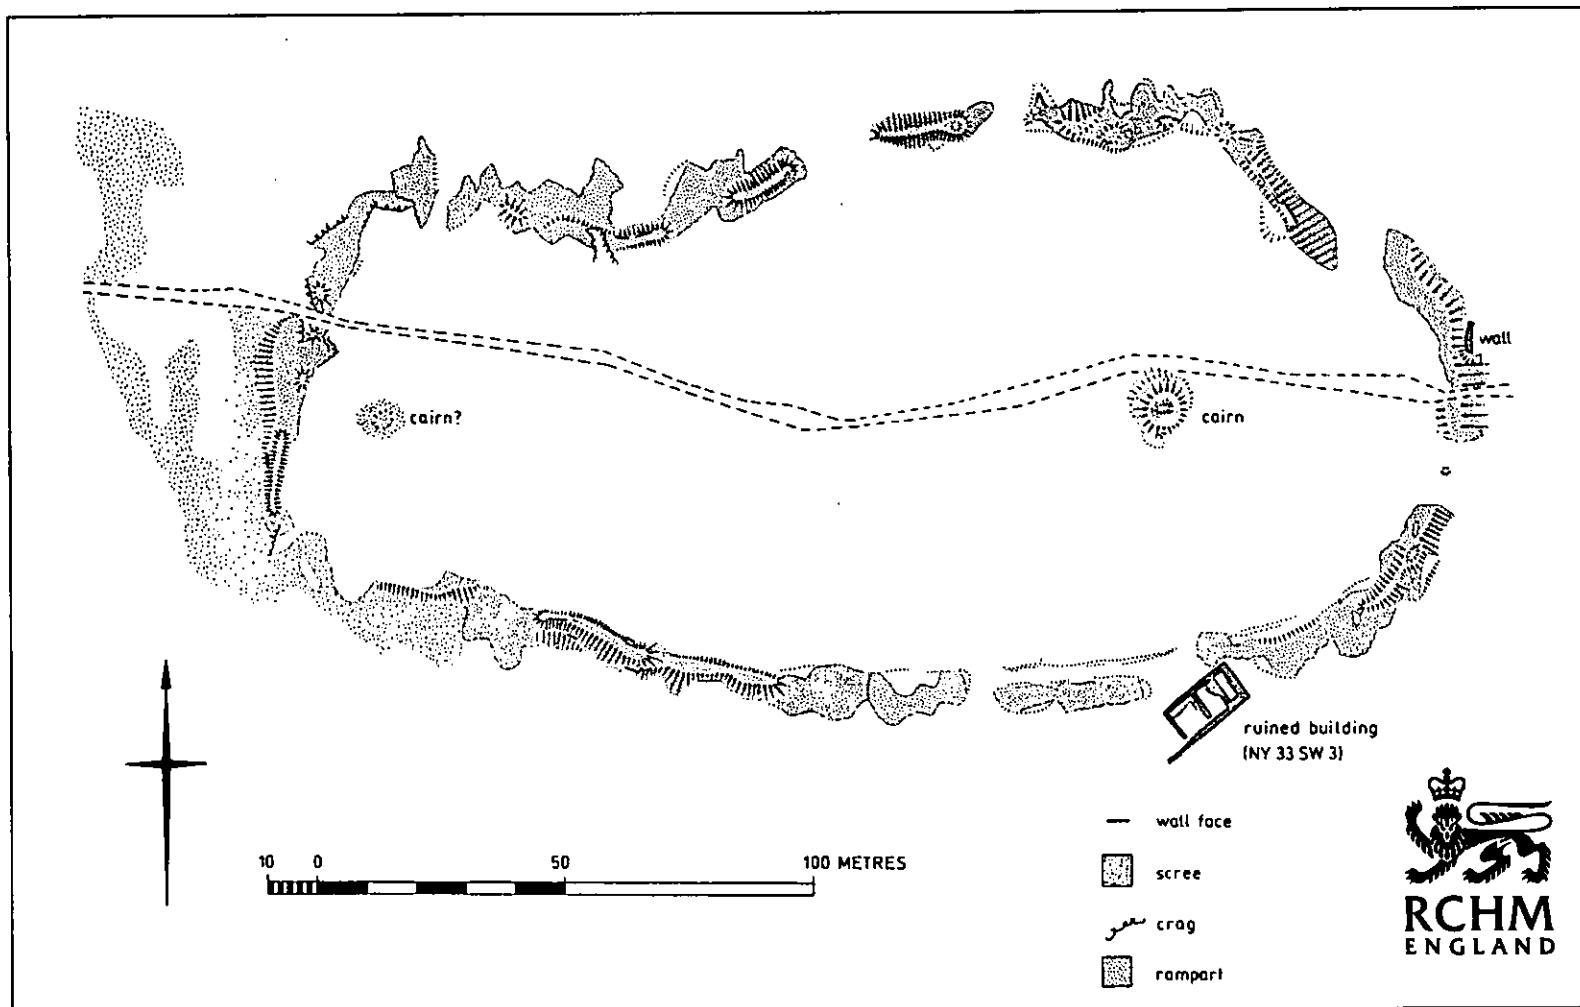 wall
cairn?
cairn
ruined building
(NY 33 SW 3)
wall face
10 0 50 100 METRES
scree
crag
rampart
RCHM
ENGLAND